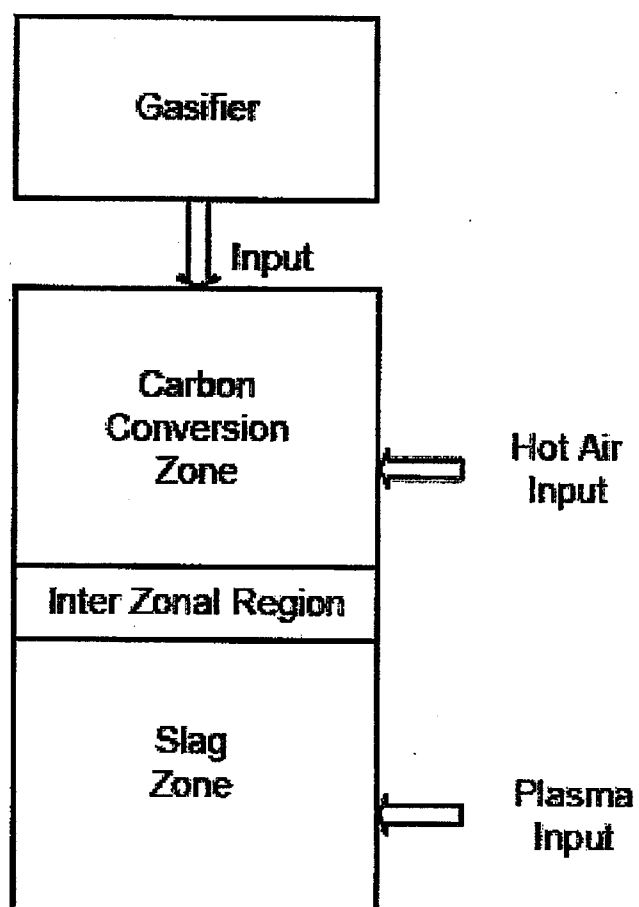 Gasifier
Input
Carbon
Conversion
Zone
Hot Air
Input
Inter Zonal Region
Slag
Zone
Plasma
Input